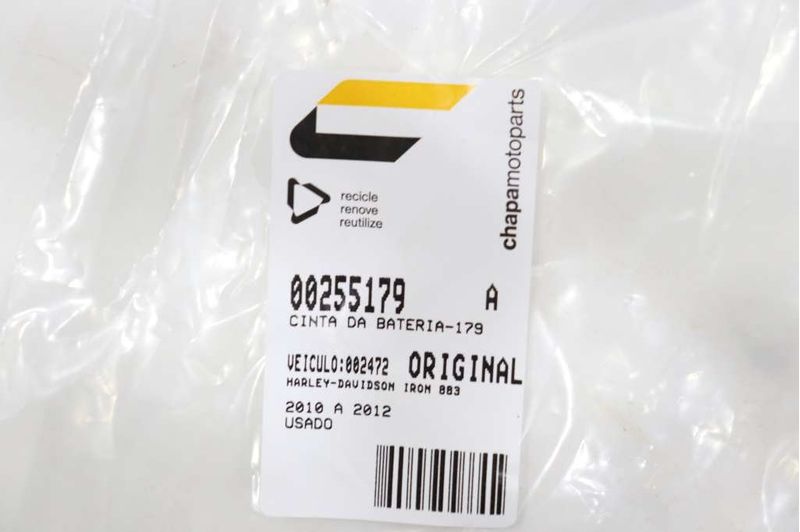 chapamotoparts
recicle
renove
reutilize
00255179 A
CINTA DA BATERIA-179
VEICULO:002472 ORIGINAL
HARLEY-DAVIDSON IRON 883
2010 A 2012
USADO